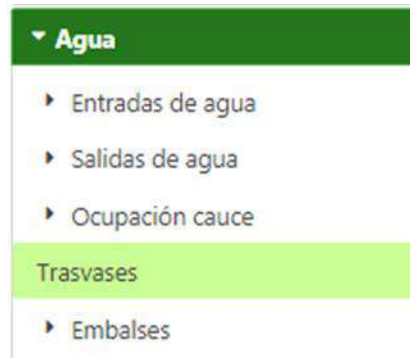 Agua
Entradas de agua
Salidas de agua
Ocupación cauce
Trasvases
Embalses